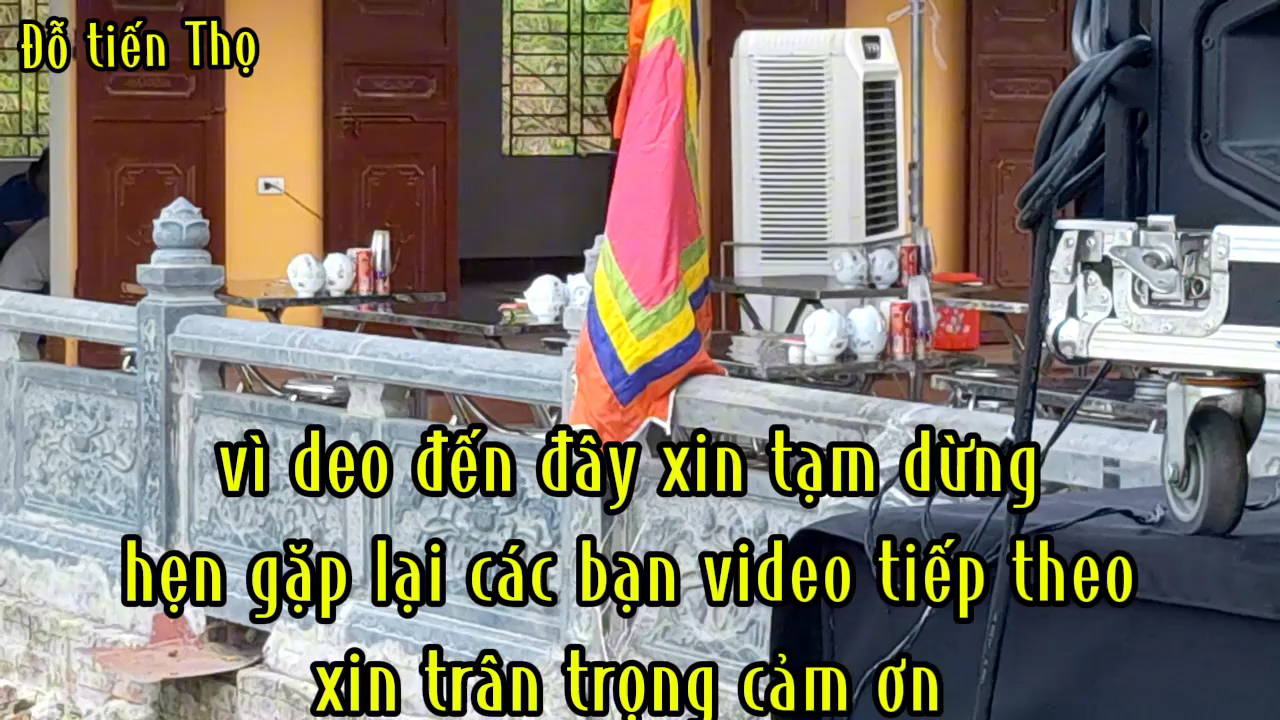 Đỗ tiến Thọ
vì deo đến đây xin tạm dừng
hẹn gặp lại các bạn video tiếp theo
xin trân trọng cảm ơn